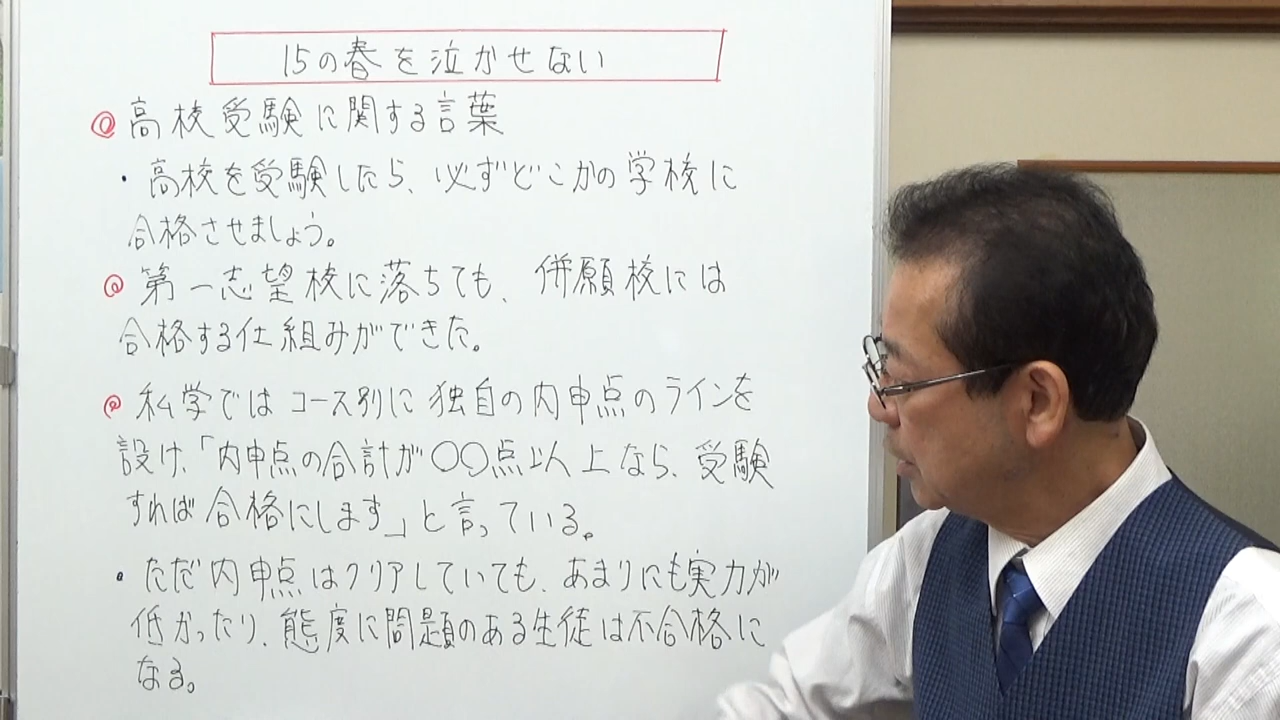 15の春を泣かせない
◎ 高校受験に関する言葉
・高校を受験したら、必ずどこかの学校に
合格させましょう。
◎ 第一志望校に落ちても、併願校には
合格する仕組みができた。
◎ 私学ではコース別に独自の内申点のラインを
設け、「内申点の合計が〇〇点以上なら、受験
すれば合格にします」と言っている。
・ただ内申点はクリアしていても、あまりにも実力が
低かったり、態度に問題のある生徒は不合格に
なる。